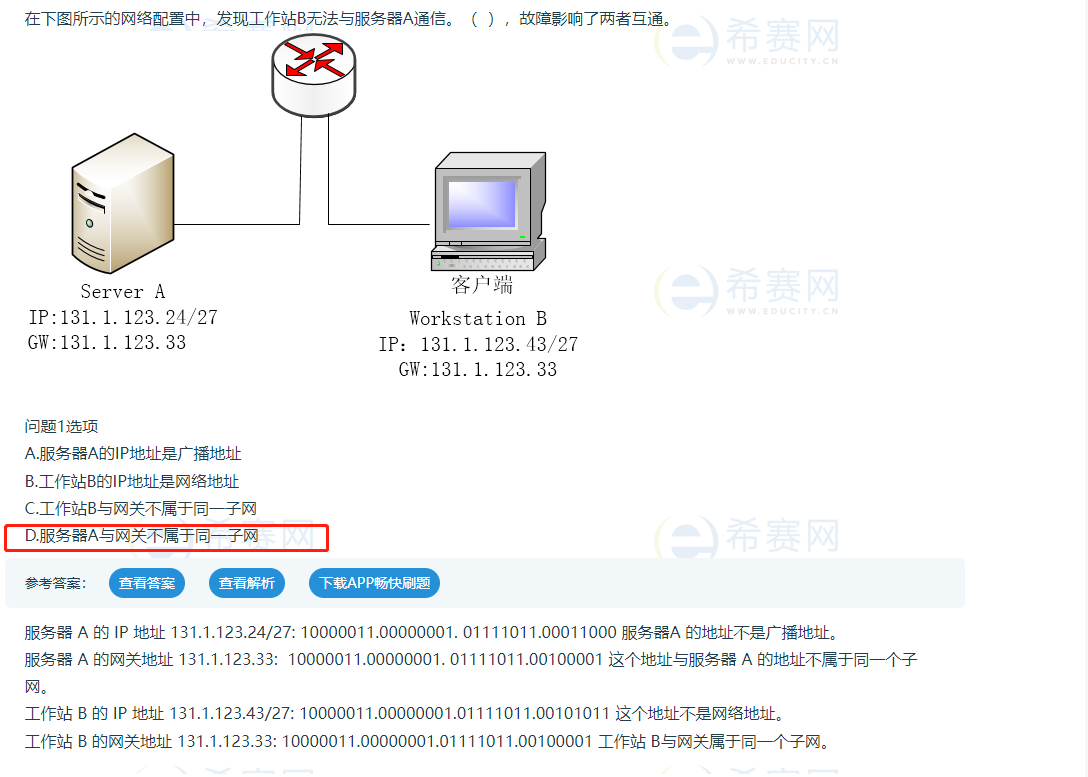 在下图所示的网络配置中，发现工作站B无法与服务器A通信。（ ），故障影响了两者互通。
希赛网
WWW.EDUCITY.CN
Server A
IP:131.1.123.24/27
GW:131.1.123.33
客户端
Workstation B
IP: 131.1.123.43/27
GW:131.1.123.33
希赛网
WWW.EDUCITY.CN
问题1选项
A.服务器A的IP地址是广播地址
B.工作站B的IP地址是网络地址
C.工作站B与网关不属于同一子网
D.服务器A与网关不属于同一子网
希赛网
希赛网
参考答案：
查看答案
查看解析
下载APP畅快刷题
服务器 A 的 IP 地址 131.1.123.24/27: 10000011.00000001. 01111011.00011000 服务器A 的地址不是广播地址。
服务器 A 的网关地址 131.1.123.33: 10000011.00000001. 01111011.00100001 这个地址与服务器 A 的地址不属于同一个子
网。
工作站 B 的 IP 地址 131.1.123.43/27: 10000011.00000001.01111011.00101011 这个地址不是网络地址。
工作站 B 的网关地址 131.1.123.33: 10000011.00000001.01111011.00100001 工作站 B与网关属于同一个子网。